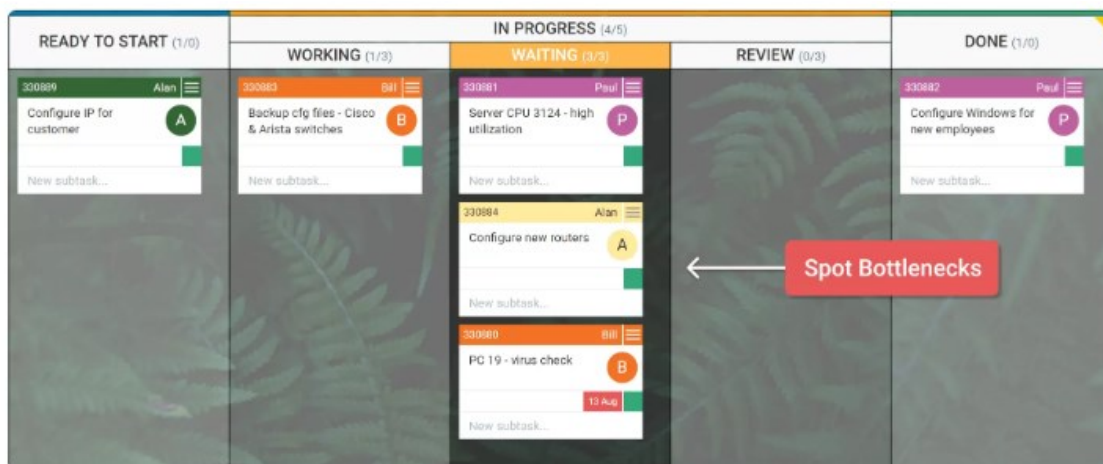 READY TO START (1/0)
IN PROGRESS (4/5)
WORKING (1/3)
WAITING (3/3)
REVIEW (0/3)
DONE (1/0)
330889 Alan
Configure IP for
customer
A
New subtask...
330883 Bill
Backup cfg files - Cisco
& Arista switches
B
New subtask...
330881 Paul
Server CPU 3124 - high
utilization
P
New subtask...
330884 Alan
Configure new routers
A
New subtask...
330880 Bill
PC 19 - virus check
B
13 Aug
New subtask...
Spot Bottlenecks
330882 Paul
Configure Windows for
new employees
P
New subtask...